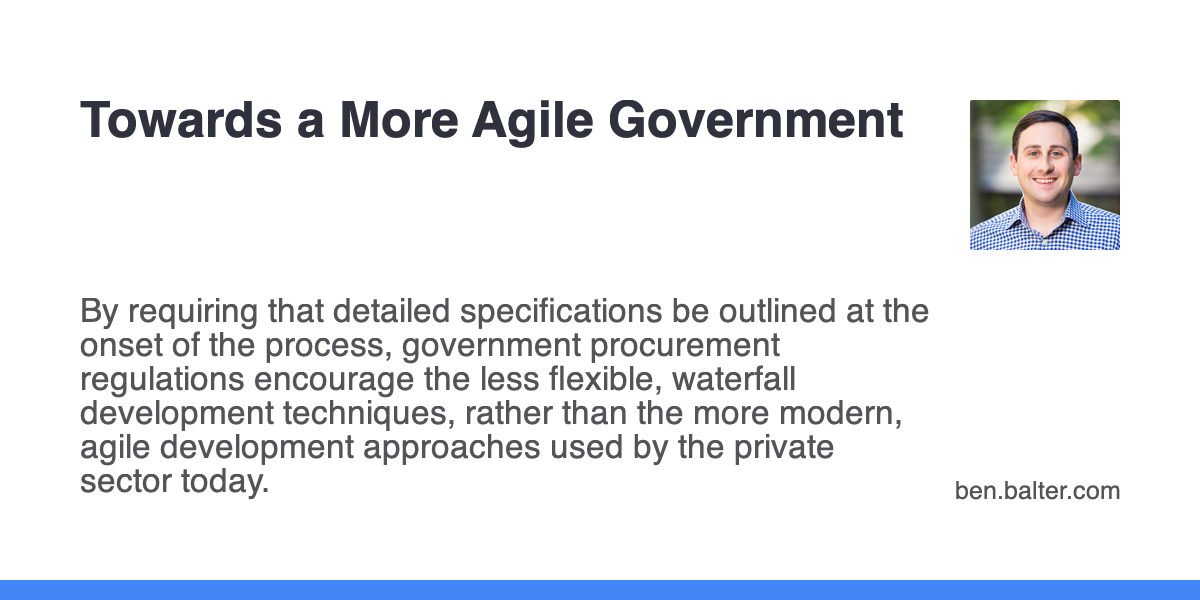 Towards a More Agile Government
By requiring that detailed specifications be outlined at the
onset of the process, government procurement
regulations encourage the less flexible, waterfall
development techniques, rather than the more modern,
agile development approaches used by the private
sector today.
ben.balter.com